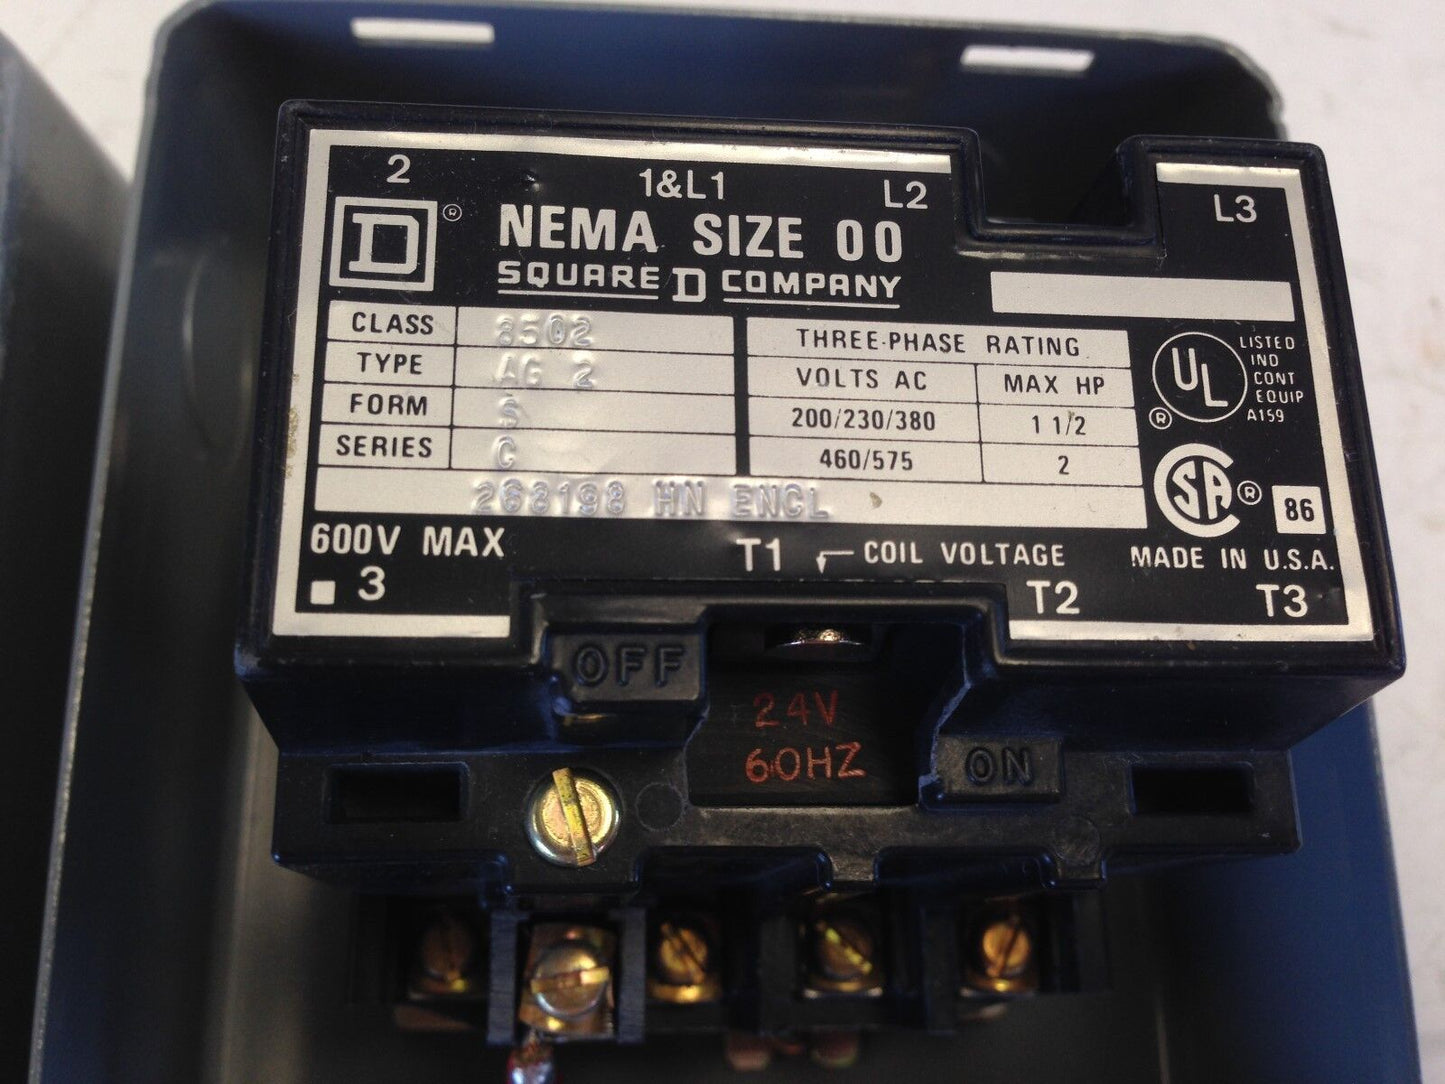 2 1&L1 L2 L3
D ®
NEMA SIZE 00
SQUARE D COMPANY
CLASS 8502
TYPE AG 2
FORM S
SERIES C
268198 HN ENCL
THREE-PHASE RATING
VOLTS AC MAX HP
200/230/380 1 1/2
460/575 2
UL ®
LISTED
IND
CONT
EQUIP
A159
CSA ®
86
600V MAX
T1 COIL VOLTAGE
MADE IN U.S.A.
3 T2 T3
OFF
24V
60HZ
ON